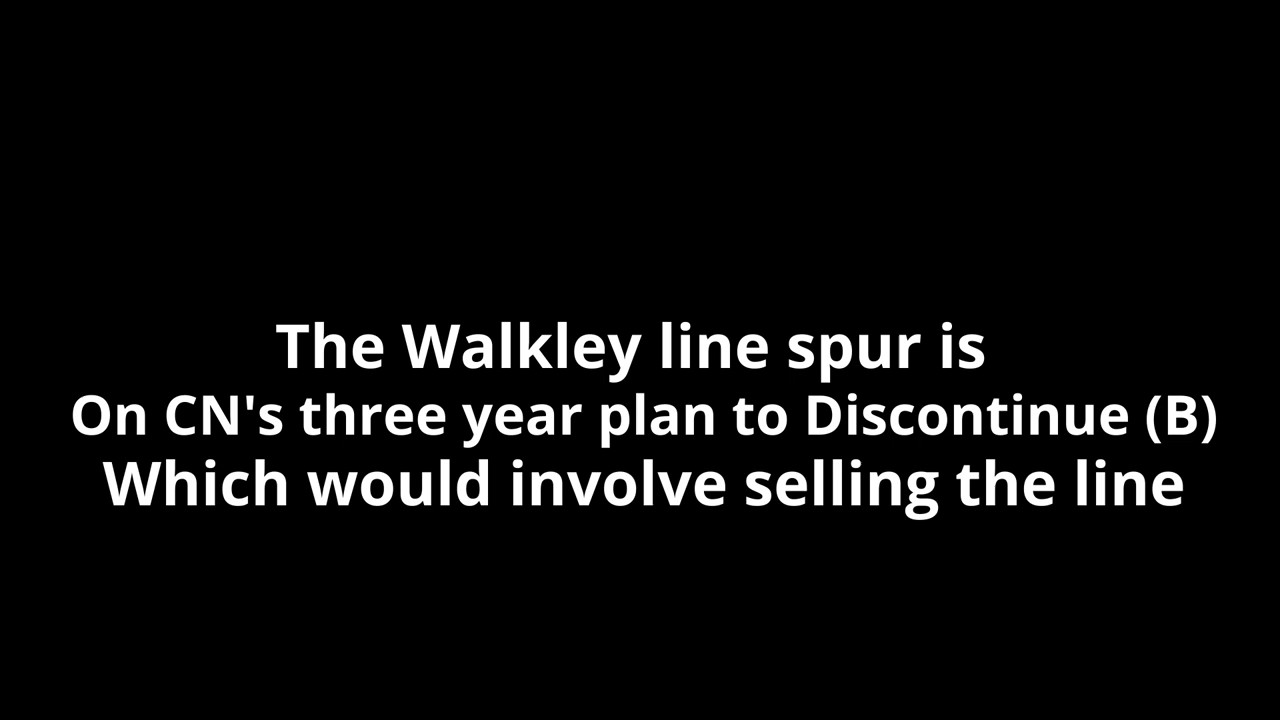 The Walkley line spur is
On CN's three year plan to Discontinue (B)
Which would involve selling the line